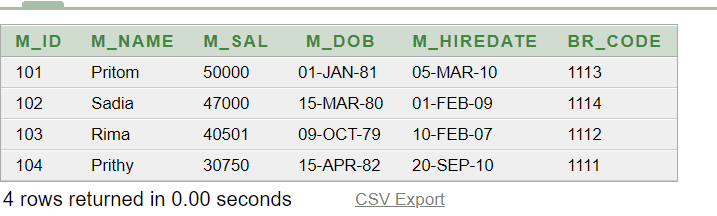 M_ID M_NAME M_SAL M_DOB M_HIREDATE BR_CODE
101 Pritom 50000 01-JAN-81 05-MAR-10 1113
102 Sadia 47000 15-MAR-80 01-FEB-09 1114
103 Rima 40501 09-OCT-79 10-FEB-07 1112
104 Prithy 30750 15-APR-82 20-SEP-10 1111
4 rows returned in 0.00 seconds CSV Export